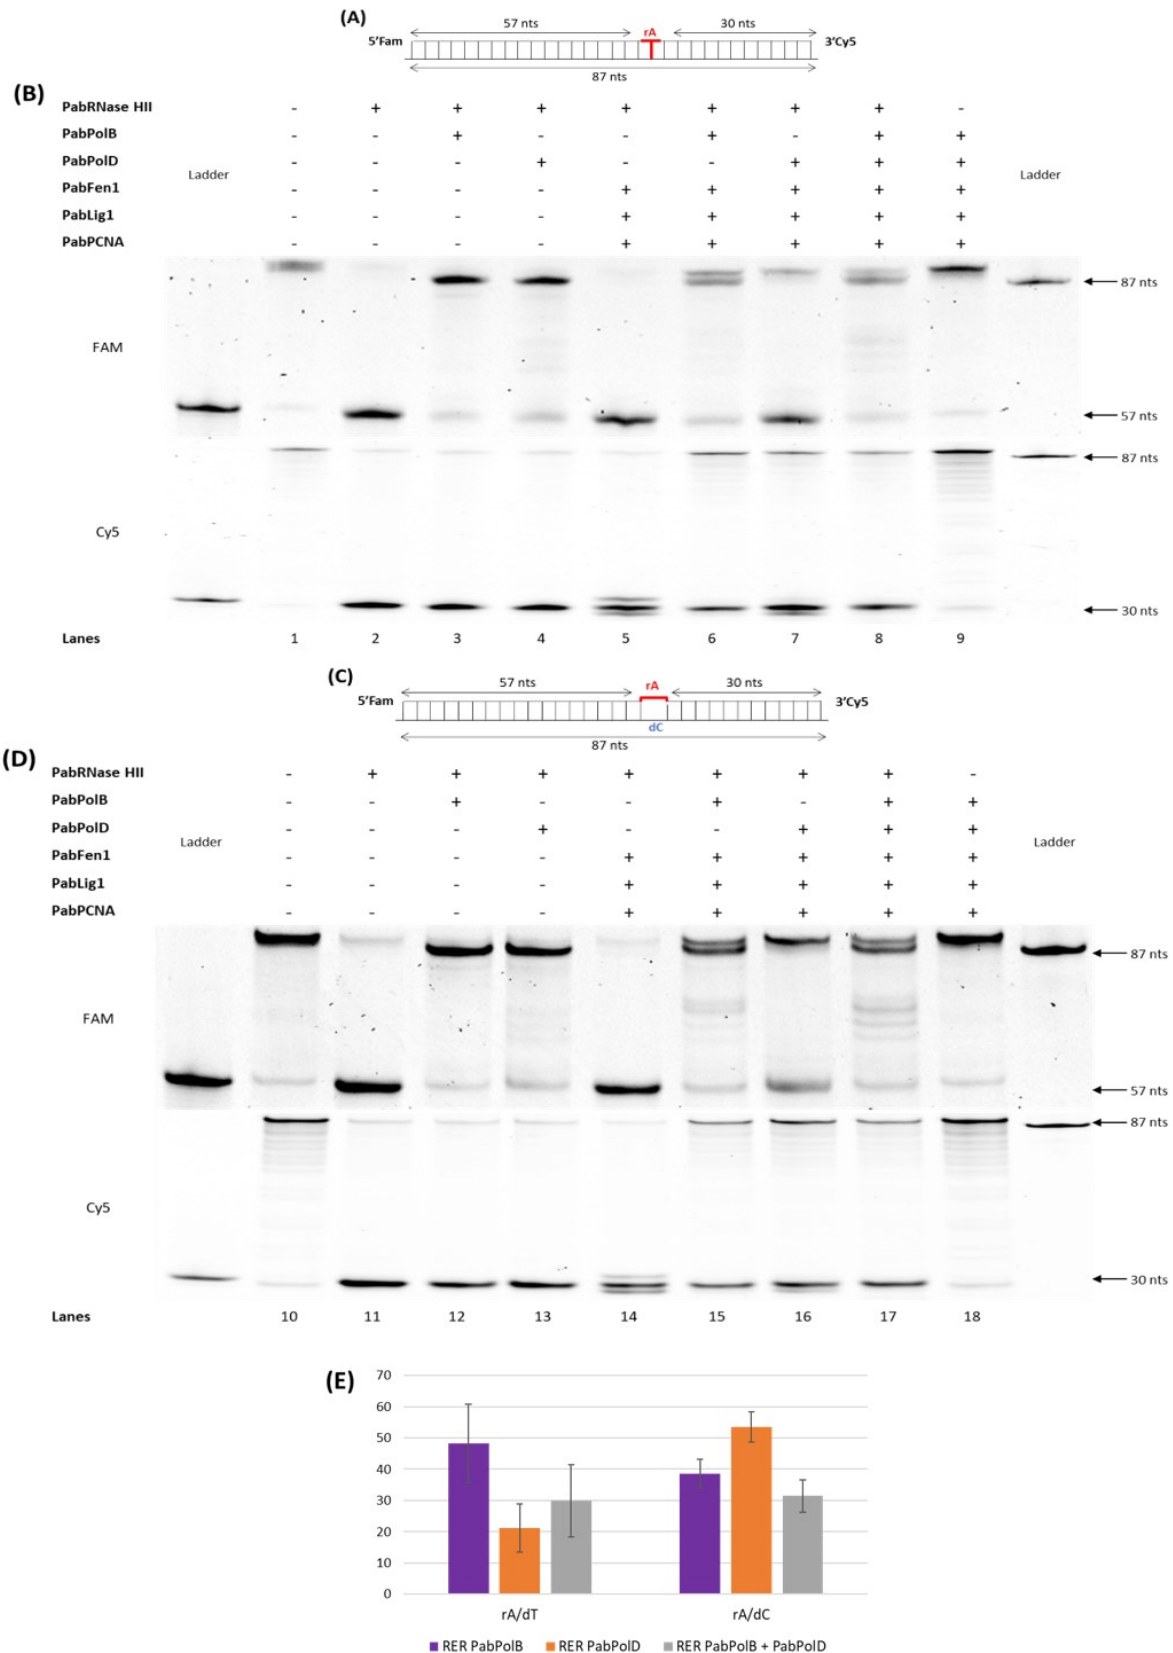 (A)
57 nts rA 30 nts
5'Fam 3'Cy5
87 nts
(B)
PabRNase HII - + + + + + + + -
PabPolB - - + - - + - + +
PabPolD - - - + - - + + +
Ladder Ladder
PabFen1 - - - - + + + + +
PabLig1 - - - - + + + + +
PabPCNA - - - - + + + + +
87 nts
FAM
57 nts
87 nts
Cy5
30 nts
Lanes 1 2 3 4 5 6 7 8 9
(C)
57 nts rA 30 nts
5'Fam 3'Cy5
dC
87 nts
(D)
PabRNase HII - + + + + + + + -
PabPolB - - + - - + - + +
PabPolD - - - + - - + + +
Ladder Ladder
PabFen1 - - - - + + + + +
PabLig1 - - - - + + + + +
PabPCNA - - - - + + + + +
87 nts
FAM
57 nts
87 nts
Cy5
30 nts
Lanes 10 11 12 13 14 15 16 17 18
(E)
70
60
50
40
30
20
10
0
rA/dT rA/dC
RER PabPolB RER PabPolD RER PabPolB + PabPolD